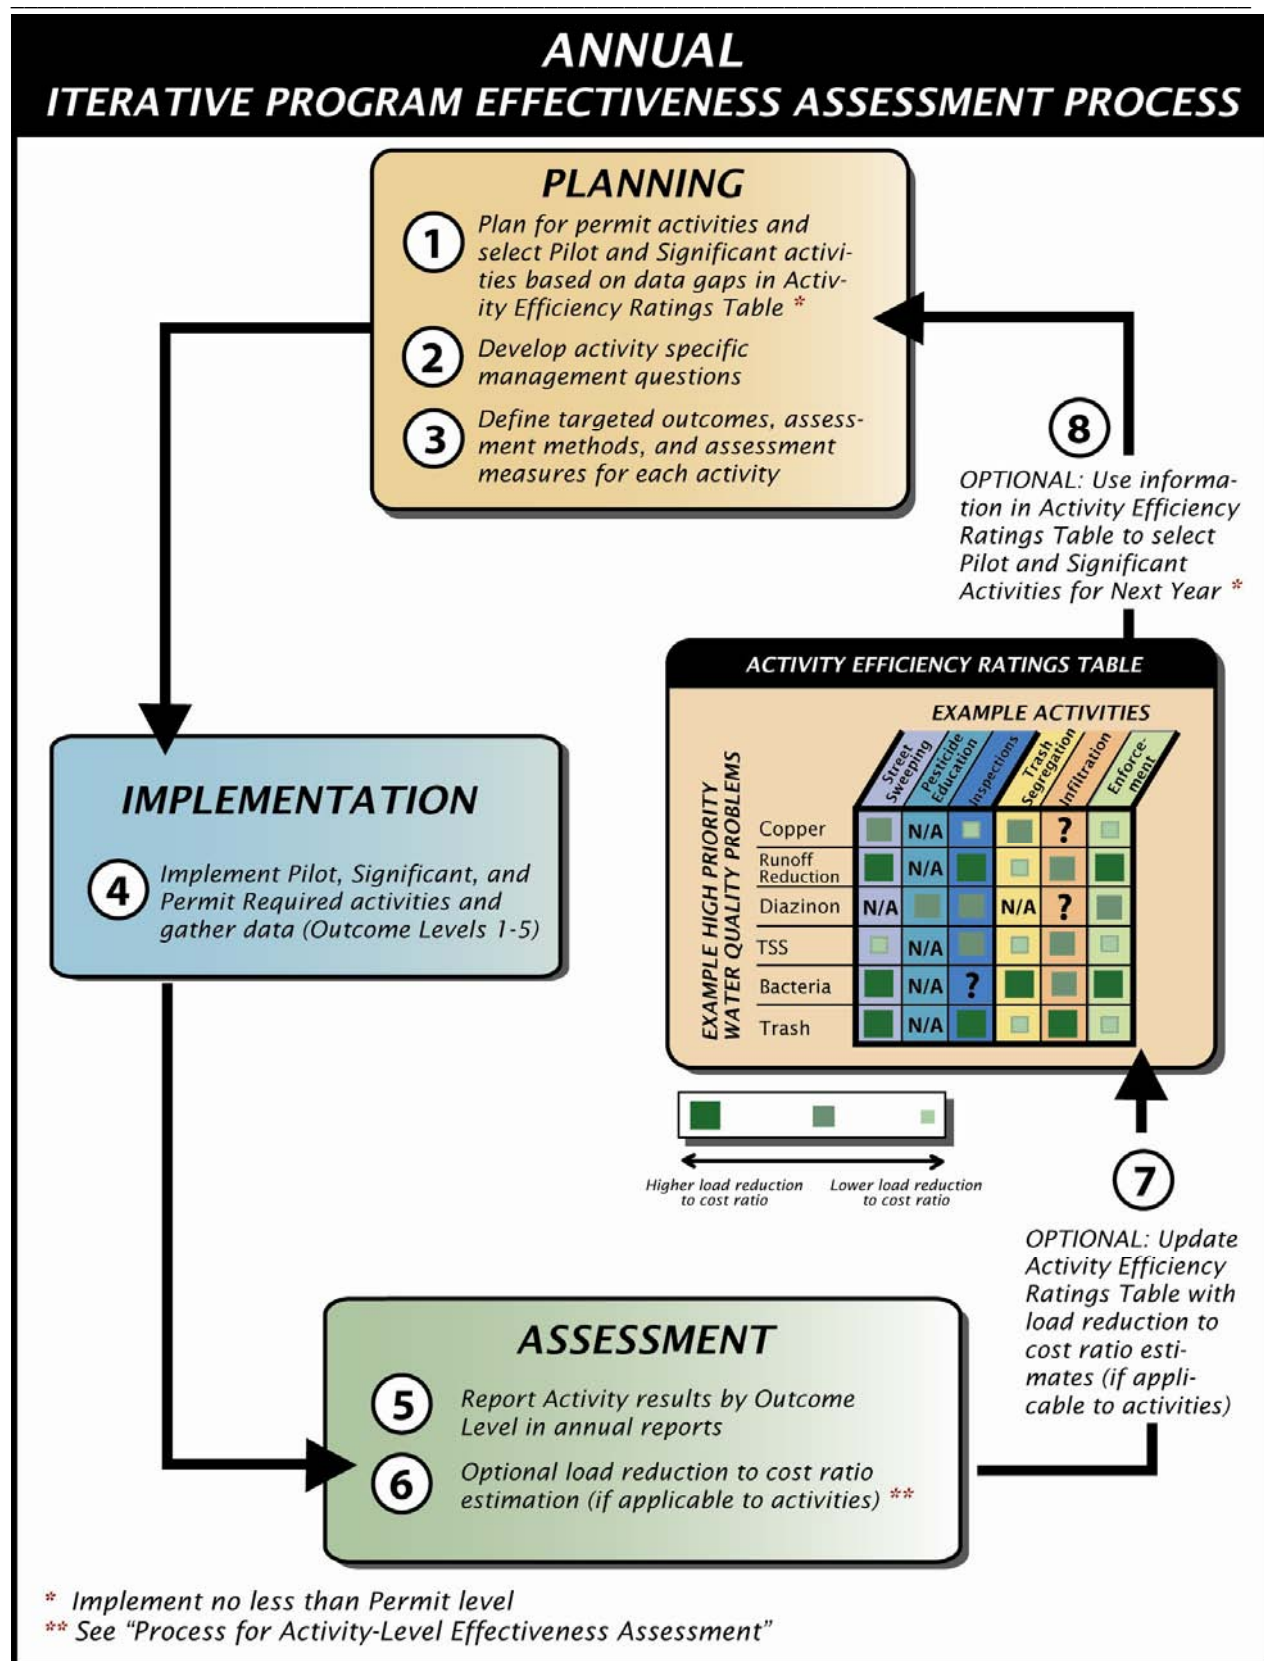 ANNUAL
ITERATIVE PROGRAM EFFECTIVENESS ASSESSMENT PROCESS
PLANNING
1
Plan for permit activities and
select Pilot and Significant activi-
ties based on data gaps in Activ-
ity Efficiency Ratings Table *
2
Develop activity specific
management questions
3
Define targeted outcomes, assess-
ment methods, and assessment
measures for each activity
8
OPTIONAL: Use informa-
tion in Activity Efficiency
Ratings Table to select
Pilot and Significant
Activities for Next Year *
ACTIVITY EFFICIENCY RATINGS TABLE
EXAMPLE ACTIVITIES
Street
Sweeping
Pesticide
Education
Inspections
Trash
Segregation
Infiltration
Enforce-
ment
EXAMPLE HIGH PRIORITY
WATER QUALITY PROBLEMS
Copper N/A ?
Runoff
Reduction N/A
Diazinon N/A N/A ?
TSS N/A
Bacteria N/A ?
Trash N/A
Higher load reduction
to cost ratio
Lower load reduction
to cost ratio
IMPLEMENTATION
4
Implement Pilot, Significant, and
Permit Required activities and
gather data (Outcome Levels 1-5)
7
OPTIONAL: Update
Activity Efficiency
Ratings Table with
load reduction to
cost ratio esti-
mates (if appli-
cable to activities)
ASSESSMENT
5
Report Activity results by Outcome
Level in annual reports
6
Optional load reduction to cost ratio
estimation (if applicable to activities) **
* Implement no less than Permit level
** See “Process for Activity-Level Effectiveness Assessment”